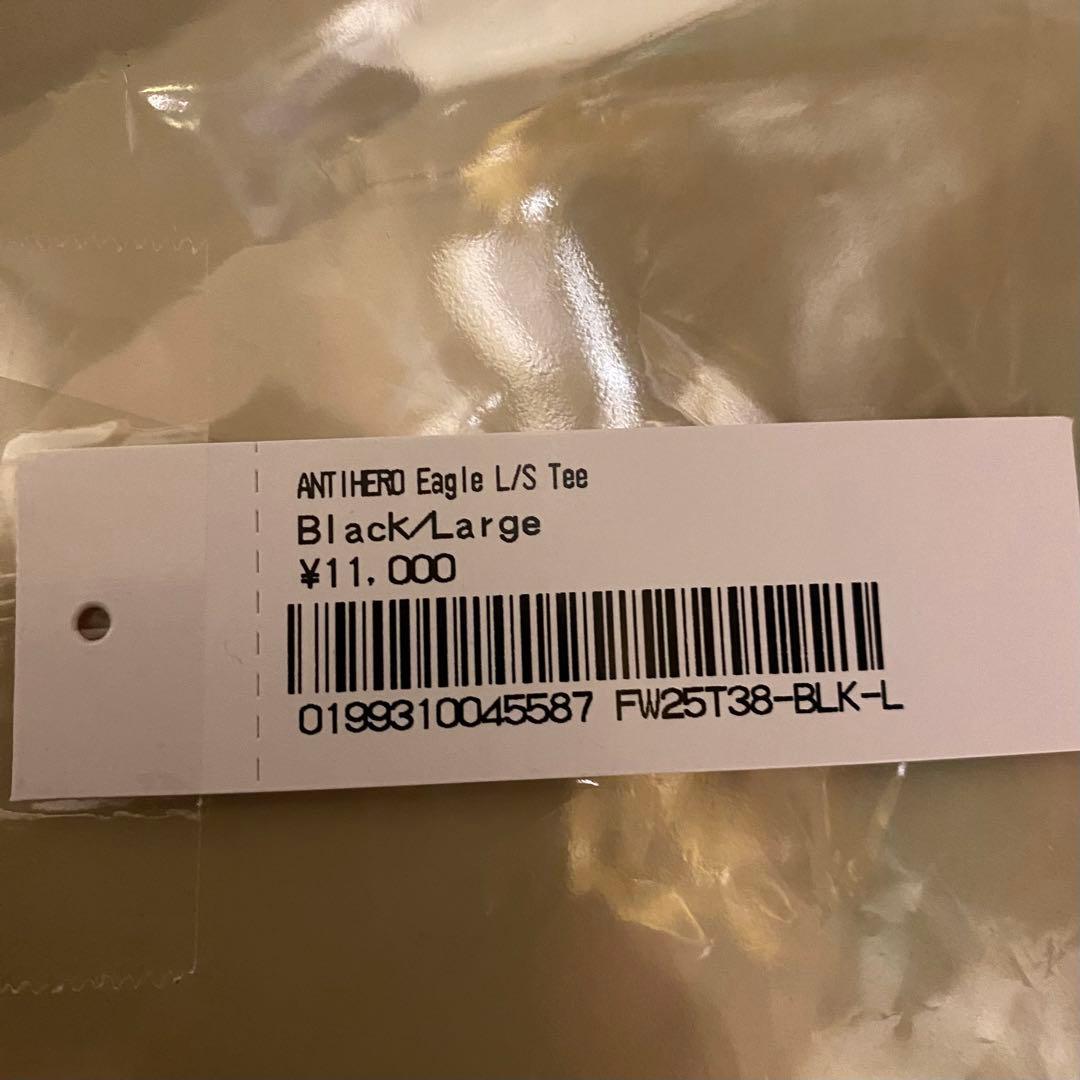 ANTIHERO Eagle L/S Tee
Black/Large
¥11,000
0199310045587 FW25T38-BLK-L